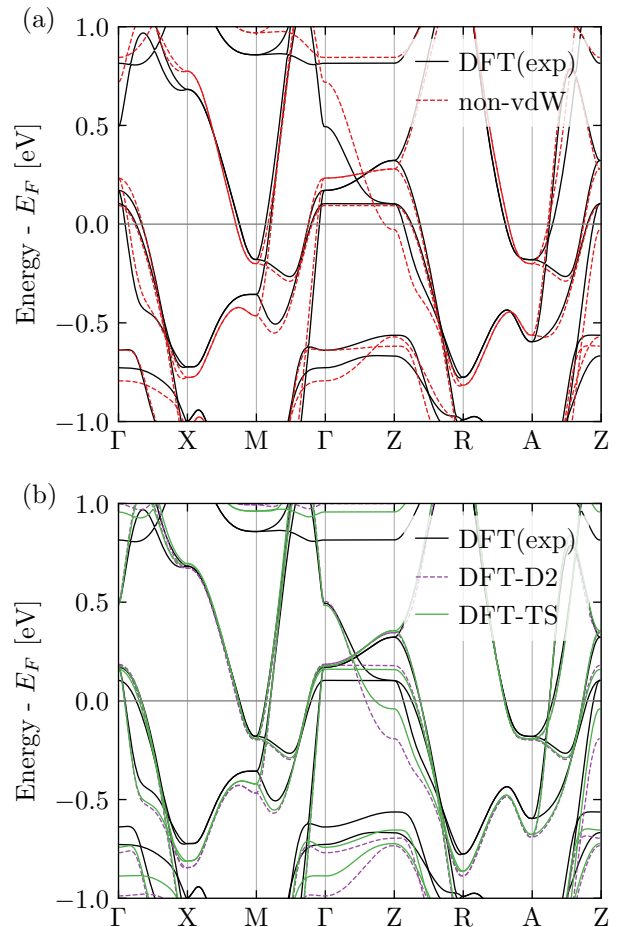 (a)
1.0
0.5
0.0
−0.5
−1.0
Energy - E_F [eV]
DFT(exp)
non-vdW
Γ X M Γ Z R A Z
(b)
1.0
0.5
0.0
−0.5
−1.0
Energy - E_F [eV]
DFT(exp)
DFT-D2
DFT-TS
Γ X M Γ Z R A Z